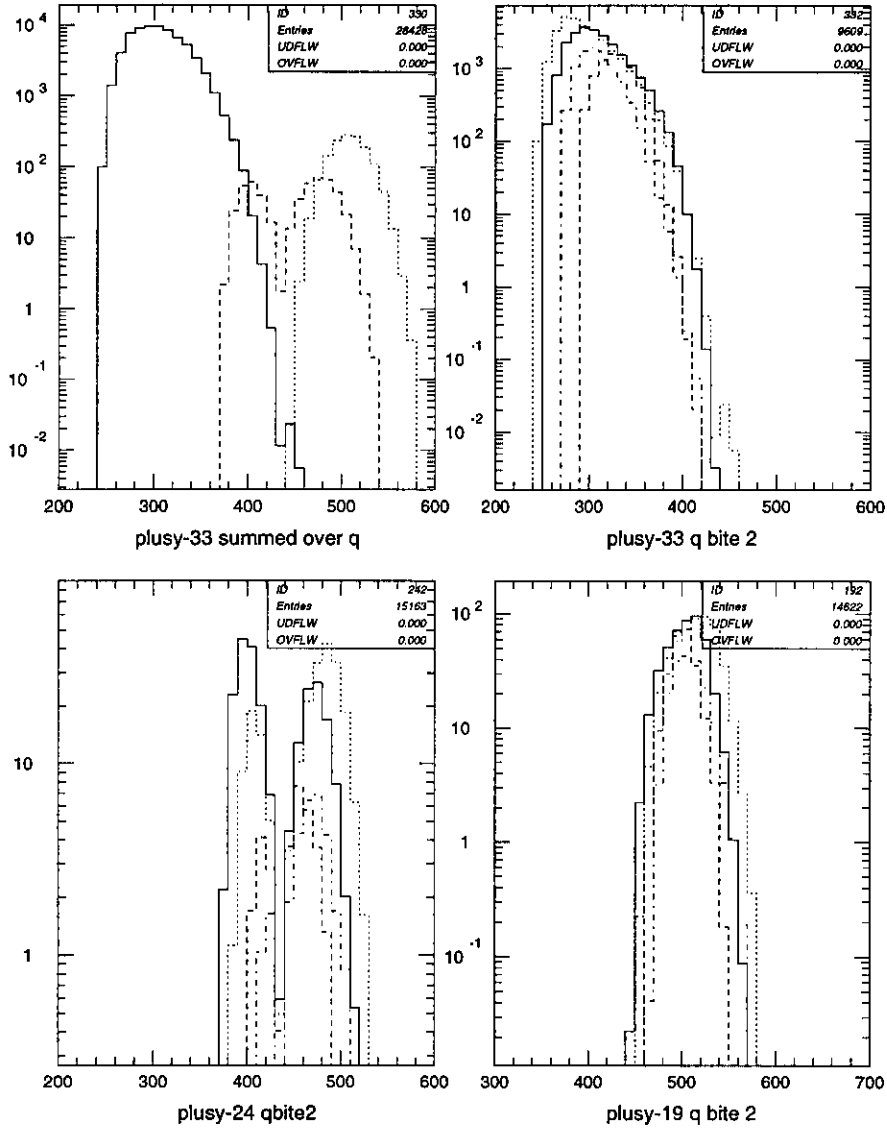 ID 330
Entries 28428
UDFLW 0.000
OVFLW 0.000
10^4
10^3
10^2
10
1
10^-1
10^-2
200 300 400 500 600
plusy-33 summed over q
ID 332
Entries 9609
UDFLW 0.000
OVFLW 0.000
10^3
10^2
10
1
10^-1
10^-2
200 300 400 500 600
plusy-33 q bite 2
ID 242
Entries 15163
UDFLW 0.000
OVFLW 0.000
10
1
200 300 400 500 600
plusy-24 qbite2
ID 192
Entries 14622
UDFLW 0.000
OVFLW 0.000
10^2
10
1
10^-1
300 400 500 600 700
plusy-19 q bite 2